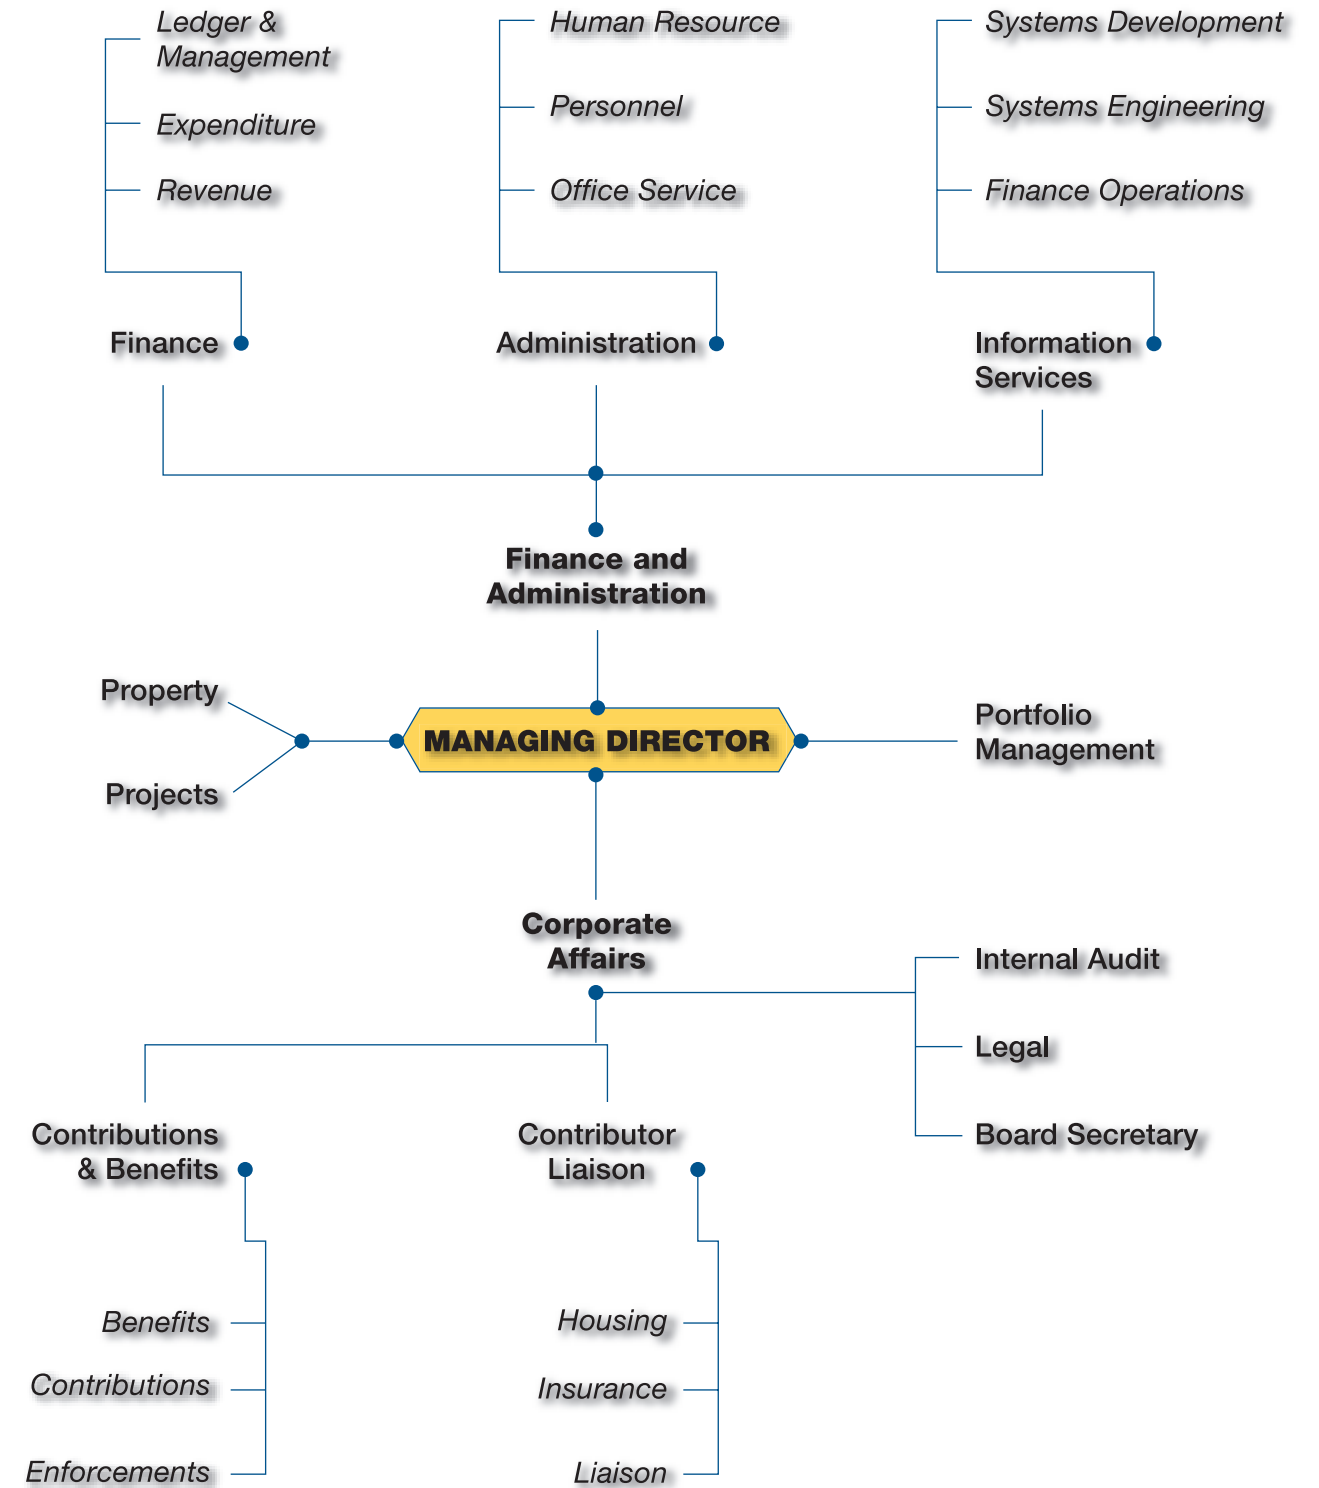 Ledger &
Management
Expenditure
Revenue
Human Resource
Personnel
Office Service
Systems Development
Systems Engineering
Finance Operations
Finance
Administration
Information
Services
Finance and
Administration
Property
Projects
MANAGING DIRECTOR
Portfolio
Management
Corporate
Affairs
Internal Audit
Legal
Board Secretary
Contributions
& Benefits
Contributor
Liaison
Benefits
Contributions
Enforcements
Housing
Insurance
Liaison